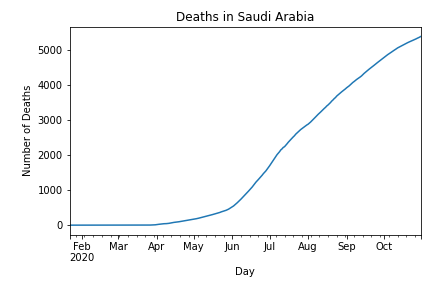 Deaths in Saudi Arabia
Number of Deaths
5000
4000
3000
2000
1000
0
Feb Mar Apr May Jun Jul Aug Sep Oct
2020
Day